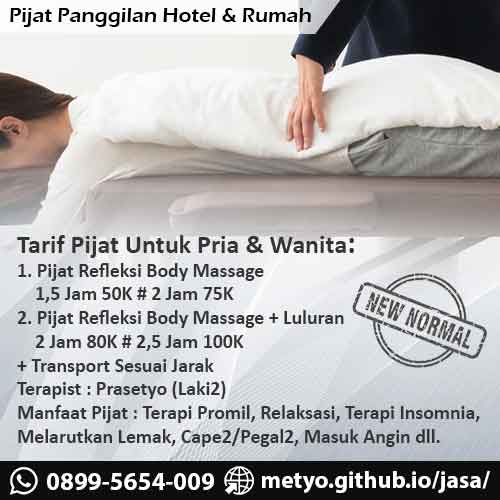 Pijat Panggilan Hotel & Rumah
Tarif Pijat Untuk Pria & Wanita:
1. Pijat Refleksi Body Massage
1,5 Jam 50K # 2 Jam 75K
2. Pijat Refleksi Body Massage + Luluran
2 Jam 80K # 2,5 Jam 100K
+ Transport Sesuai Jarak
Terapist : Prasetyo (Laki2)
Manfaat Pijat : Terapi Promil, Relaksasi, Terapi Insomnia,
Melarutkan Lemak, Cape2/Pegal2, Masuk Angin dll.
NEW NORMAL
0899-5654-009 metyo.github.io/jasa/